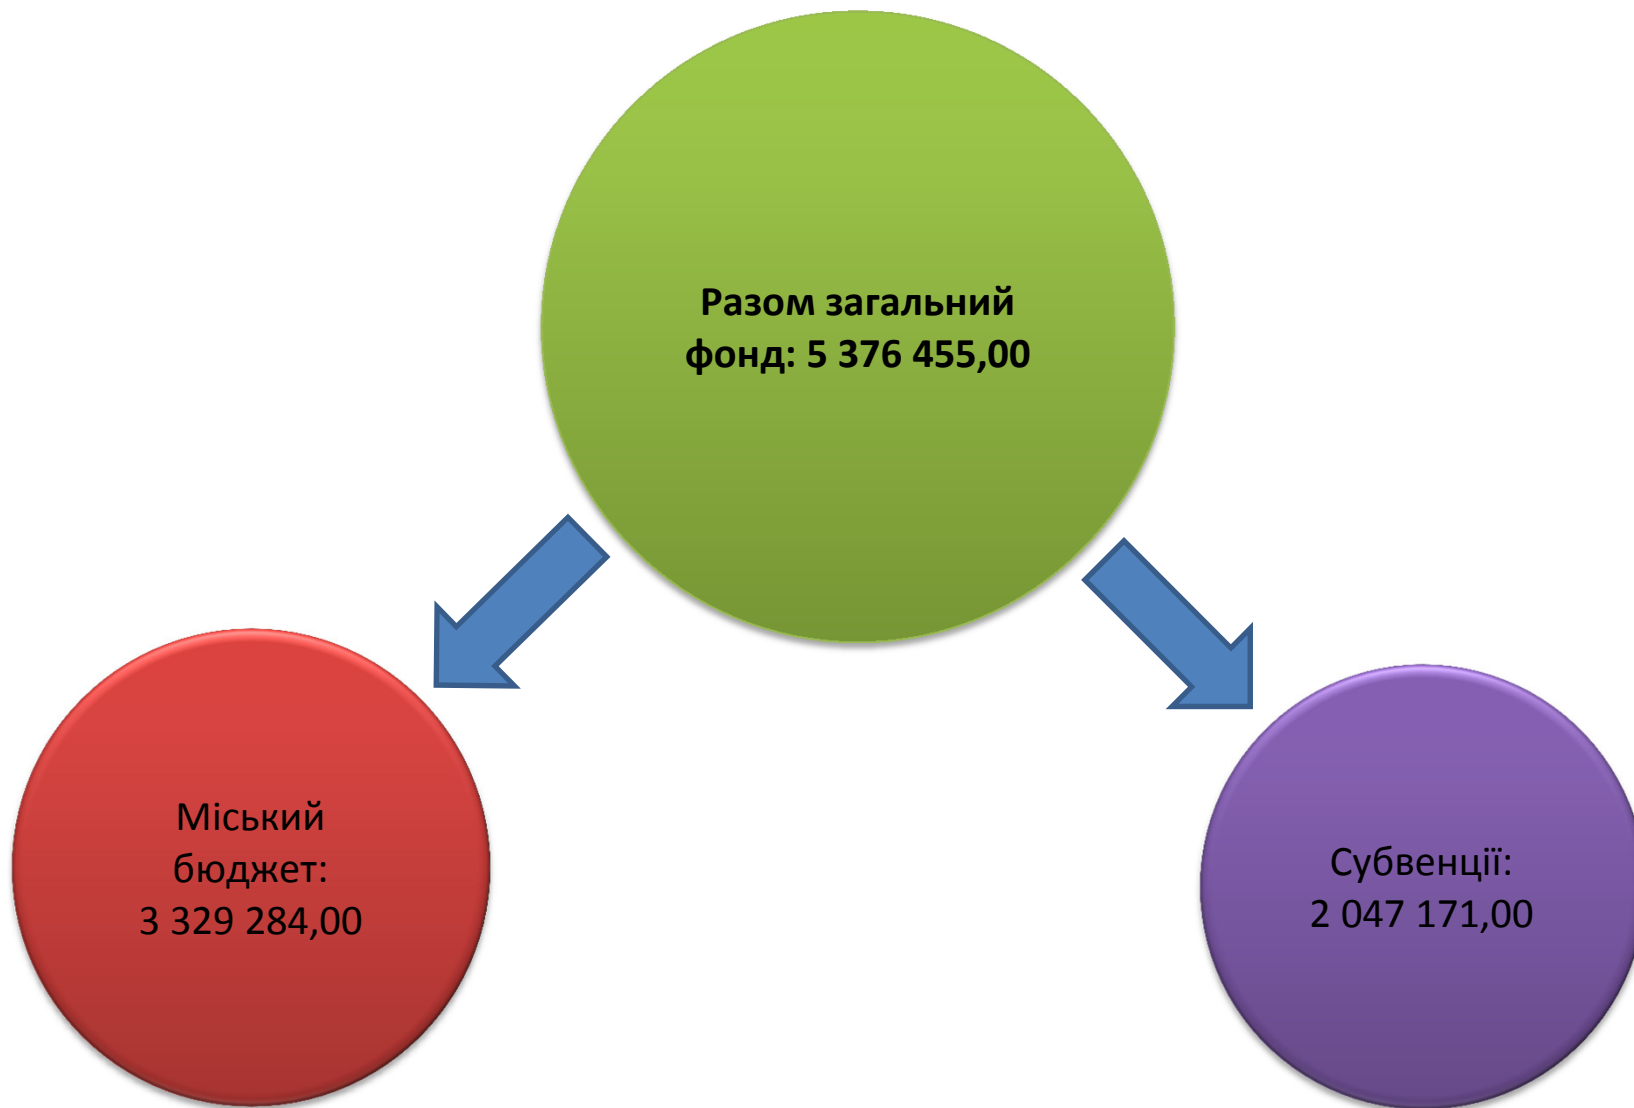 Разом загальний
фонд: 5 376 455,00
Міський
бюджет:
3 329 284,00
Субвенції:
2 047 171,00